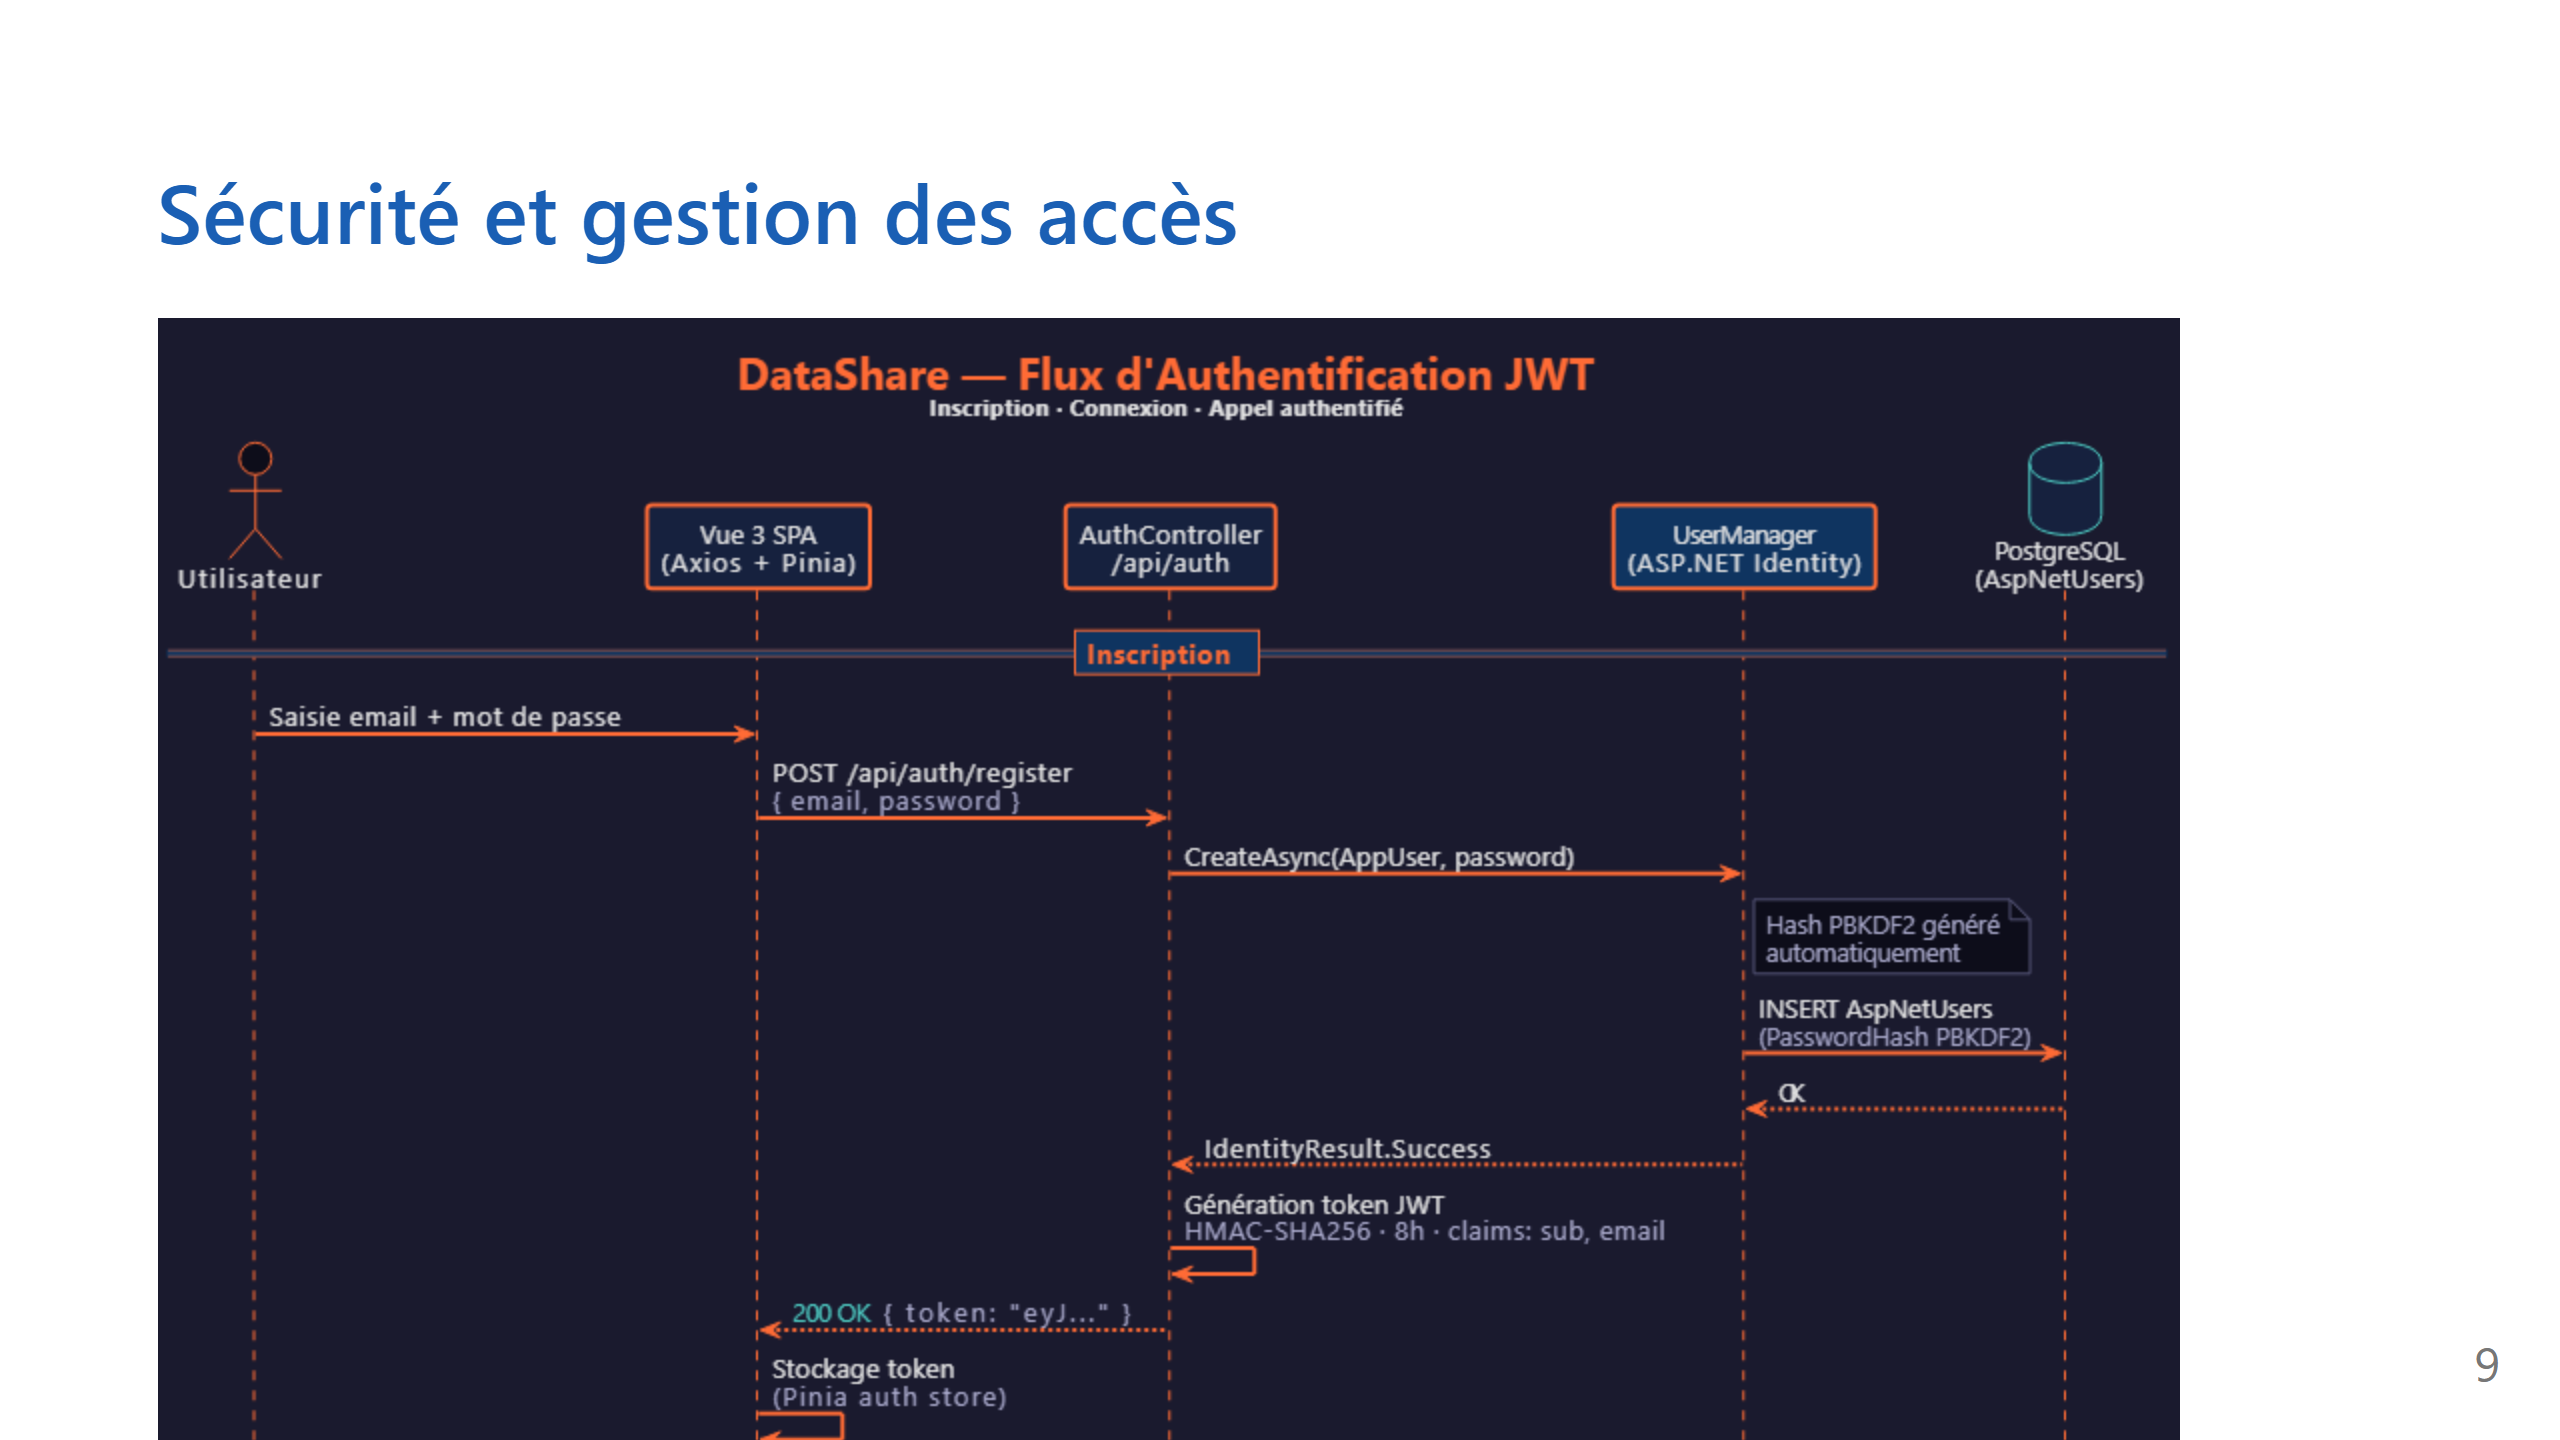 Sécurité et gestion des accès
DataShare — Flux d'Authentification JWT
Inscription · Connexion · Appel authentifié
Utilisateur
Vue 3 SPA
(Axios + Pinia)
AuthController
/api/auth
UserManager
(ASP.NET Identity)
PostgreSQL
(AspNetUsers)
Inscription
Saisie email + mot de passe
POST /api/auth/register
{ email, password }
CreateAsync(AppUser, password)
Hash PBKDF2 généré
automatiquement
INSERT AspNetUsers
(PasswordHash PBKDF2)
OK
IdentityResult.Success
Génération token JWT
HMAC-SHA256 · 8h · claims: sub, email
200 OK { token: "eyJ..." }
Stockage token
(Pinia auth store)
9